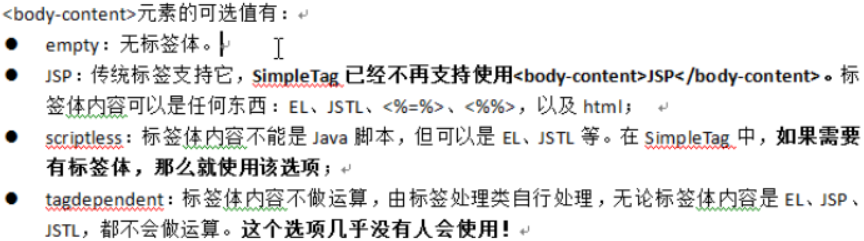 <body-content>元素的可选值有：
● empty：无标签体。
● JSP：传统标签支持它，SimpleTag 已经不再支持使用<body-content>JSP</body-content>。标
签体内容可以是任何东西：EL、JSTL、<%=%>、<%%>，以及 html；
● scriptless：标签体内容不能是 Java 脚本，但可以是 EL、JSTL 等。在 SimpleTag 中，如果需要
有标签体，那么就使用该选项；
● tagdependent：标签体内容不做运算，由标签处理类自行处理，无论标签体内容是 EL、JSP、
JSTL，都不会做运算。这个选项几乎没有人会使用！